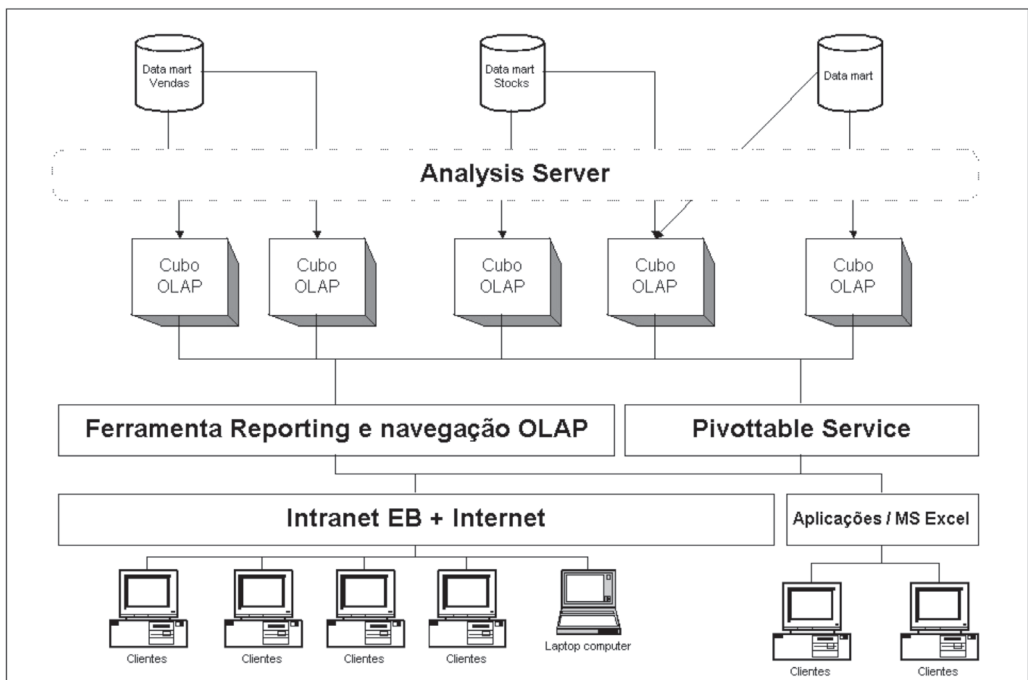 Data mart
Vendas
Data mart
Stocks
Data mart
Analysis Server
Cubo
OLAP
Cubo
OLAP
Cubo
OLAP
Cubo
OLAP
Cubo
OLAP
Ferramenta Reporting e navegação OLAP
Pivottable Service
Intranet EB + Internet
Aplicações / MS Excel
Clientes
Clientes
Clientes
Clientes
Laptop computer
Clientes
Clientes